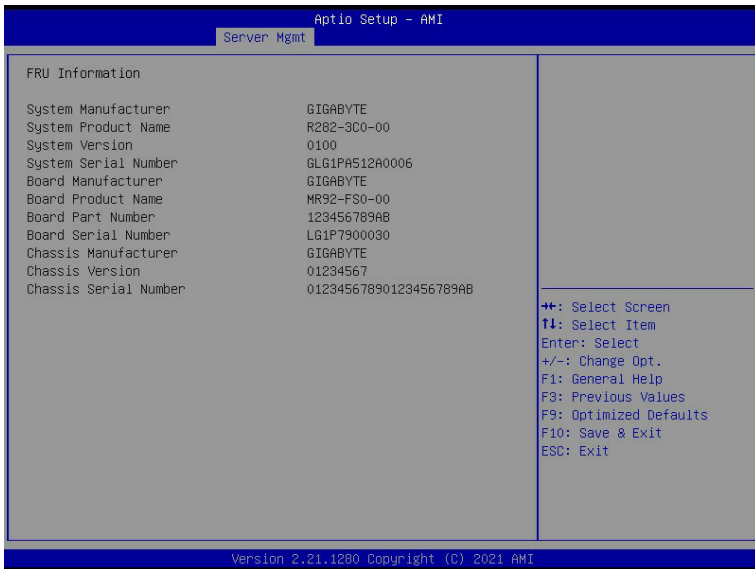 Aptio Setup – AMI
Server Mgmt
FRU Information
System Manufacturer GIGABYTE
System Product Name R282-3C0-00
System Version 0100
System Serial Number GLG1PA512A0006
Board Manufacturer GIGABYTE
Board Product Name MR92-FS0-00
Board Part Number 123456789AB
Board Serial Number LG1P7900030
Chassis Manufacturer GIGABYTE
Chassis Version 01234567
Chassis Serial Number 01234567890123456789AB
→←: Select Screen
↑↓: Select Item
Enter: Select
+/-: Change Opt.
F1: General Help
F3: Previous Values
F9: Optimized Defaults
F10: Save & Exit
ESC: Exit
Version 2.21.1280 Copyright (C) 2021 AMI